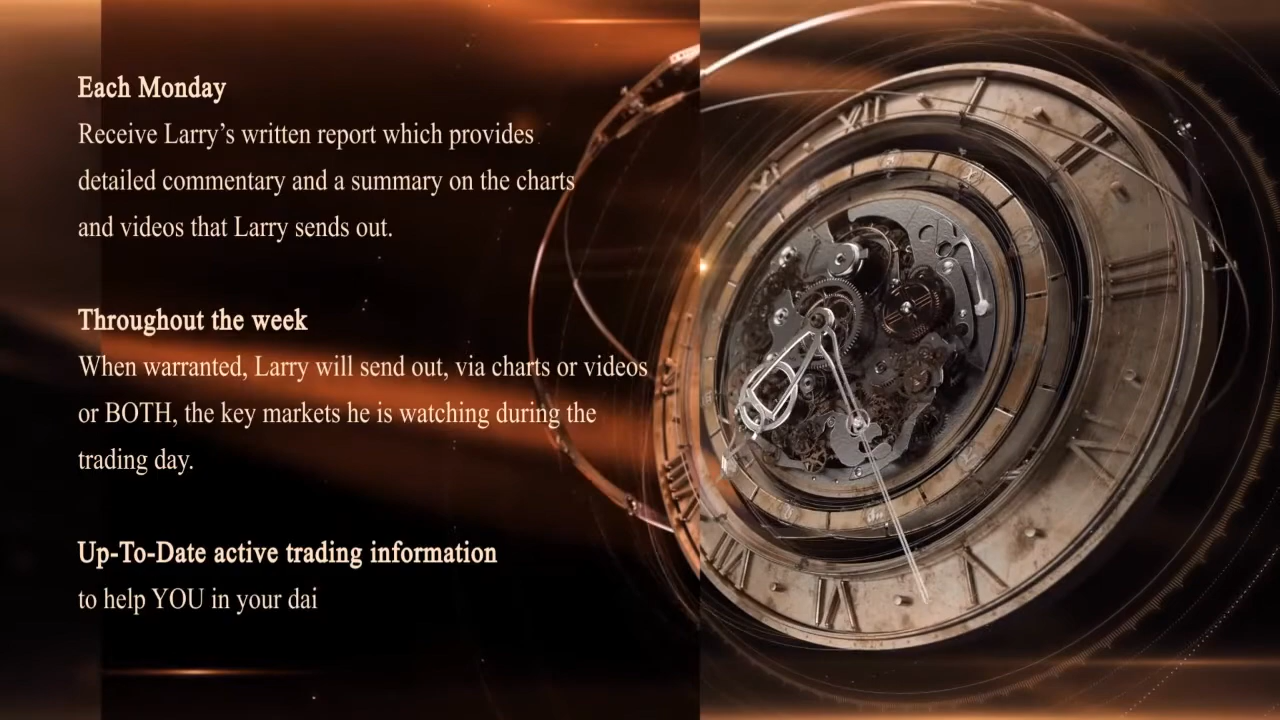 Each Monday
Receive Larry’s written report which provides
detailed commentary and a summary on the charts
and videos that Larry sends out.
Throughout the week
When warranted, Larry will send out, via charts or videos
or BOTH, the key markets he is watching during the
trading day.
Up-To-Date active trading information
to help YOU in your dai
XII
I
II
III